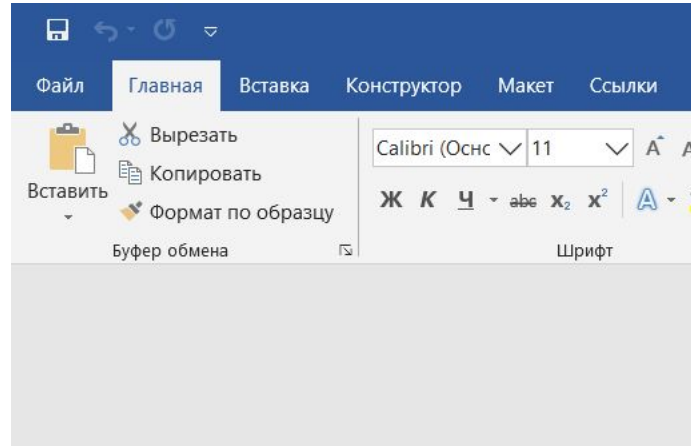 Файл Главная Вставка Конструктор Макет Ссылки
Вырезать
Копировать
Вставить
Формат по образцу
Буфер обмена
Calibri (Оснс 11
Ж К Ч abc x₂ x² A
Шрифт